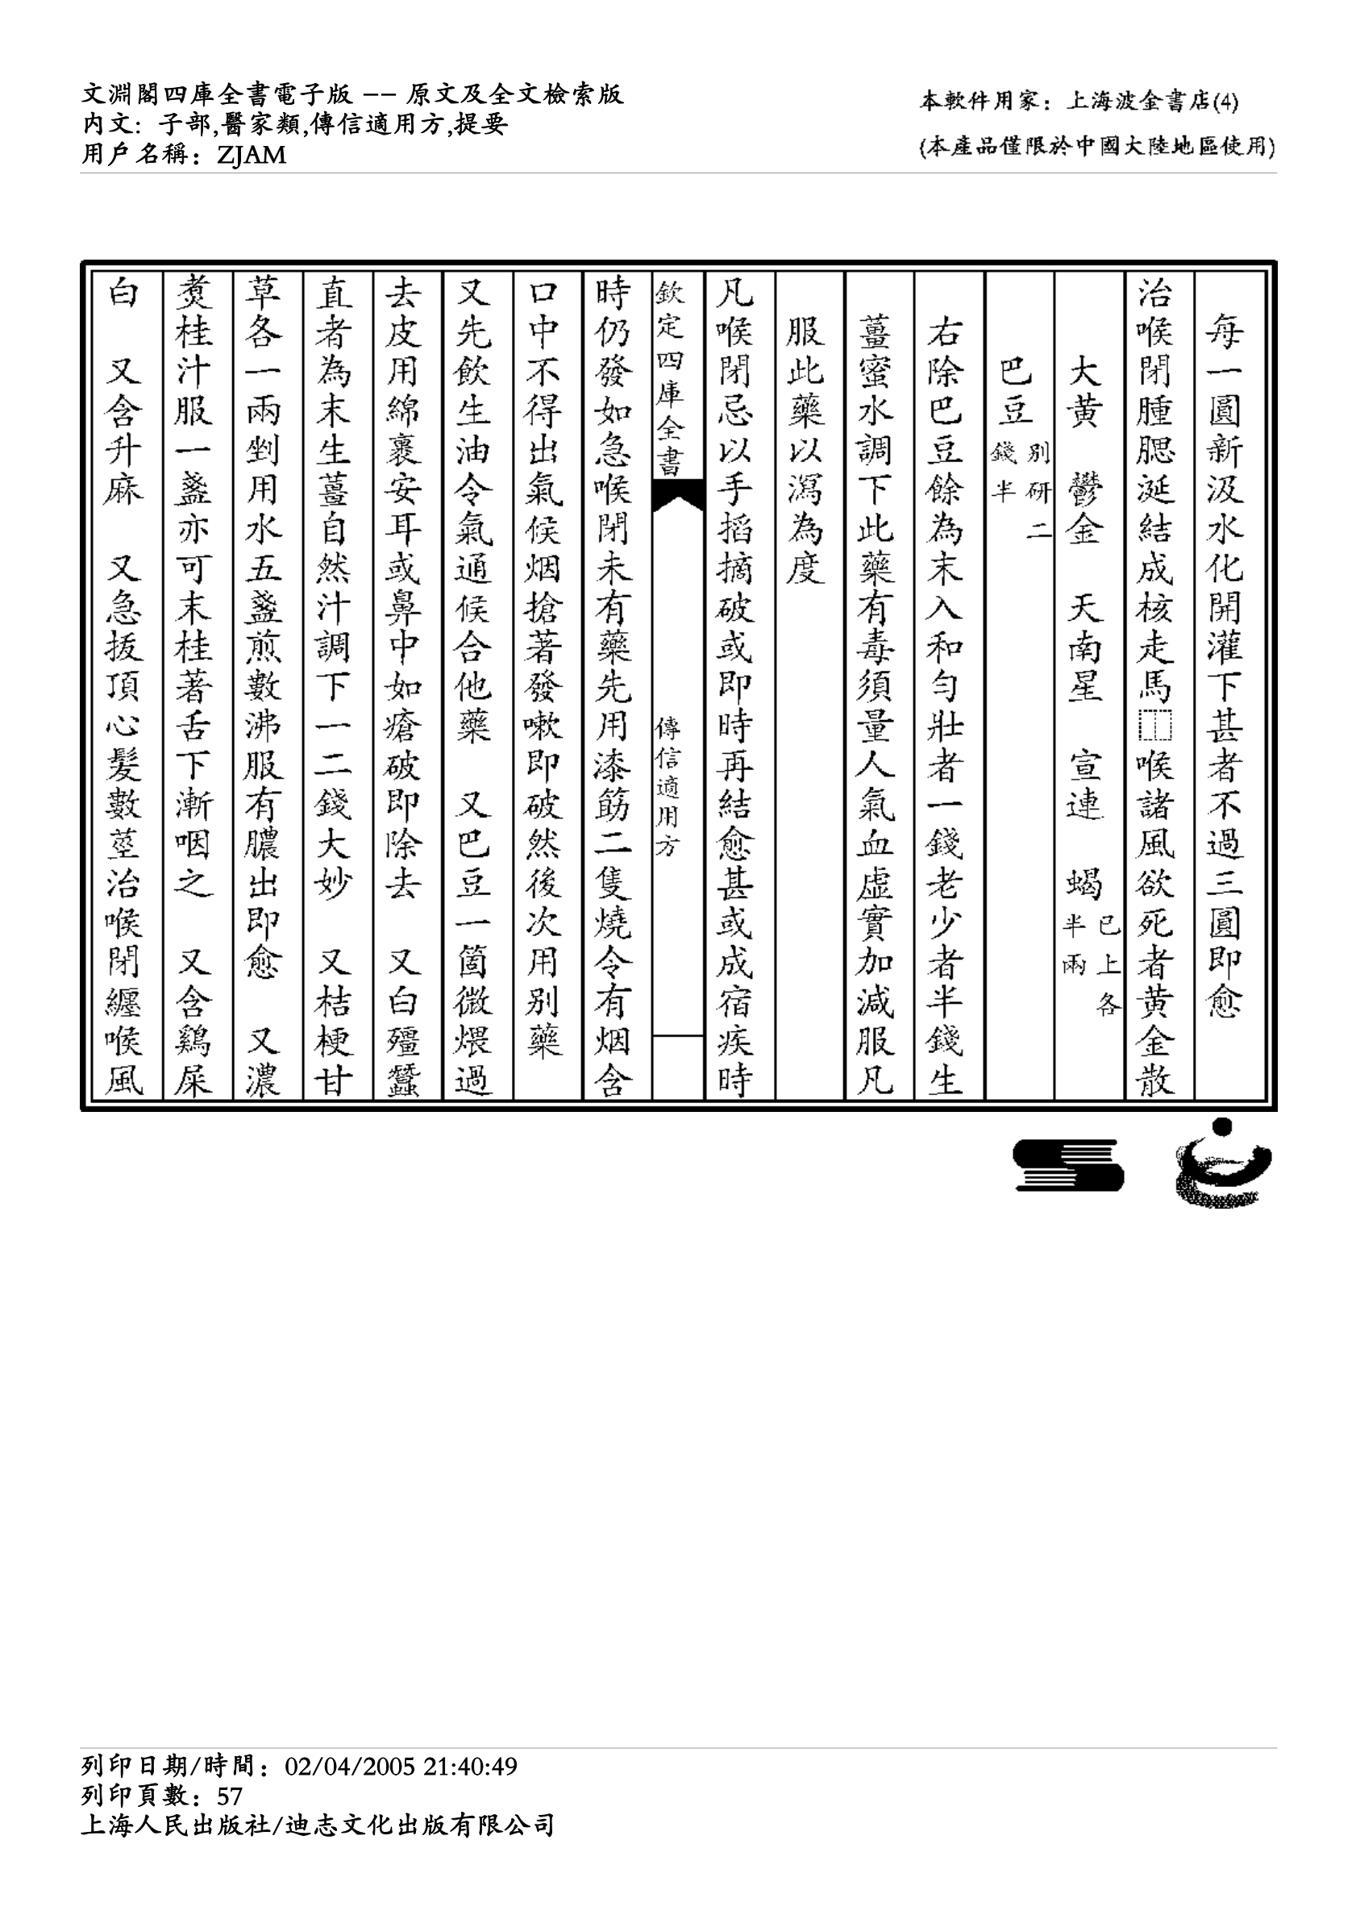 文淵閣四庫全書電子版 —— 原文及全文檢索版
内文: 子部,醫家類,傳信適用方,提要
用戶名稱: ZJAM
本軟件用家: 上海波金書店(4)
(本產品僅限於中國大陸地區使用)
每一圓新汲水化開灌下甚者不過三圓即愈
治喉閉腫腮涎結成核走馬喉諸風欲死者黃金散
大黃 鬱金 天南星 宣連 蝎已上各半兩
巴豆別研二錢半
右除巴豆餘為末入和勻壯者一錢老少者半錢生
薑蜜水調下此藥有毒須量人氣血虛實加減服凡
服此藥以瀉為度
凡喉閉忌以手搯摘破或即時再結愈甚或成宿疾時
欽定四庫全書 傳信適用方
時仍發如急喉閉未有藥先用漆筯二隻燒令有烟含
口中不得出氣候烟搶著發嗽即破然後次用別藥
又先飲生油令氣通候合他藥 又巴豆一箇微煨過
去皮用綿裹安耳或鼻中如瘡破即除去 又白殭蠶
直者為末生薑自然汁調下一二錢大妙 又桔梗甘
草各一兩剉用水五盞煎數沸服有膿出即愈 又濃
煑桂汁服一盞亦可末桂著舌下漸咽之 又含鷄屎
白 又含升麻 又急拔頂心髮數莖治喉閉纏喉風
列印日期/時間: 02/04/2005 21:40:49
列印頁數: 57
上海人民出版社/迪志文化出版有限公司